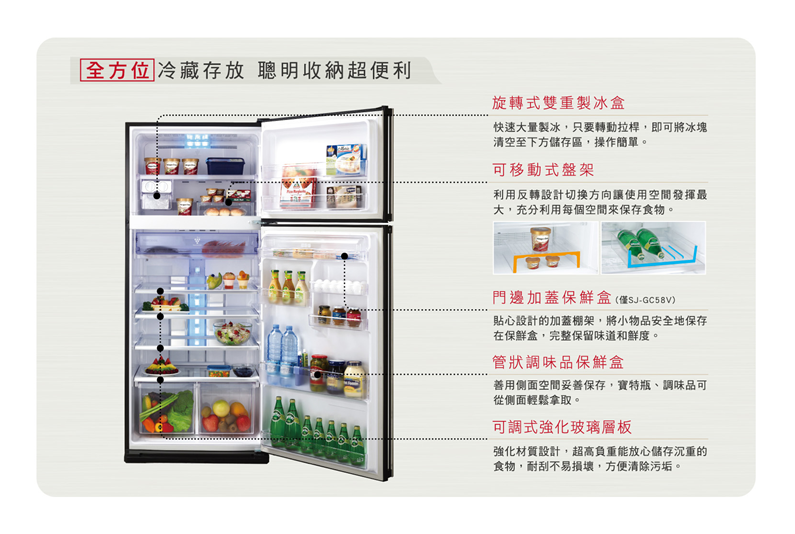 全方位冷藏存放 聰明收納超便利
旋轉式雙重製冰盒
快速大量製冰，只要轉動拉桿，即可將冰塊
清空至下方儲存區，操作簡單。
可移動式盤架
利用反轉設計切換方向讓使用空間發揮最
大，充分利用每個空間來保存食物。
門邊加蓋保鮮盒(僅SJ-GC58V)
貼心設計的加蓋棚架，將小物品安全地保存
在保鮮盒，完整保留味道和鮮度。
管狀調味品保鮮盒
善用側面空間妥善保存，寶特瓶、調味品可
從側面輕鬆拿取。
可調式強化玻璃層板
強化材質設計，超高負重能放心儲存沉重的
食物，耐刮不易損壞，方便清除污垢。